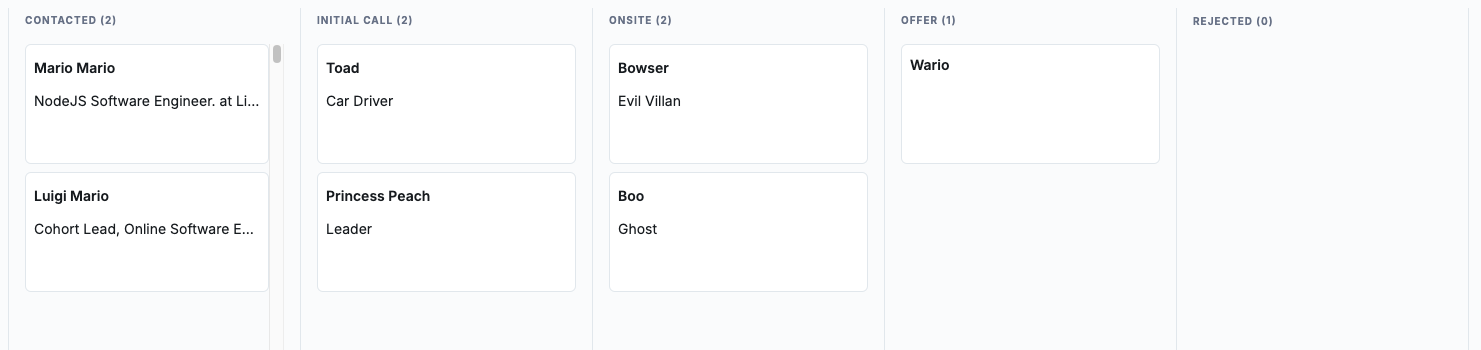 CONTACTED (2)
Mario Mario
NodeJS Software Engineer. at Li...
Luigi Mario
Cohort Lead, Online Software E...
INITIAL CALL (2)
Toad
Car Driver
Princess Peach
Leader
ONSITE (2)
Bowser
Evil Villan
Boo
Ghost
OFFER (1)
Wario
REJECTED (0)